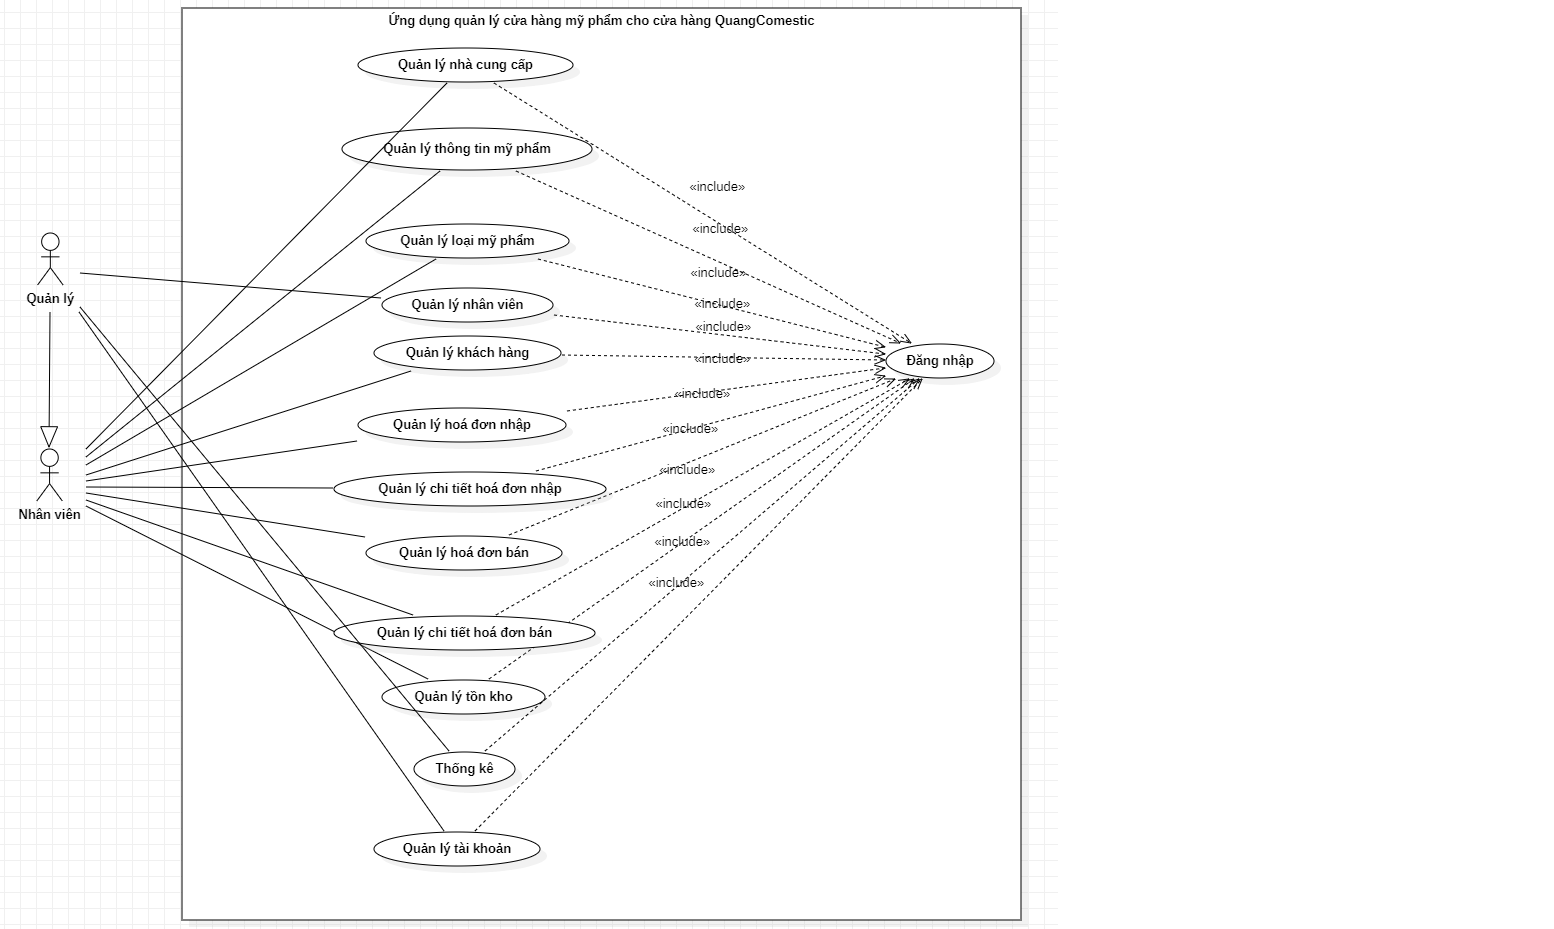 Ứng dụng quản lý cửa hàng mỹ phẩm cho cửa hàng QuangComestic
Quản lý nhà cung cấp
Quản lý thông tin mỹ phẩm
«include»
«include»
Quản lý loại mỹ phẩm
«include»
Quản lý
Quản lý nhân viên
«include»
«include»
Quản lý khách hàng
«include»
Đăng nhập
«include»
Quản lý hoá đơn nhập
«include»
«include»
Quản lý chi tiết hoá đơn nhập
«include»
Nhân viên
«include»
Quản lý hoá đơn bán
«include»
Quản lý chi tiết hoá đơn bán
Quản lý tồn kho
Thống kê
Quản lý tài khoản